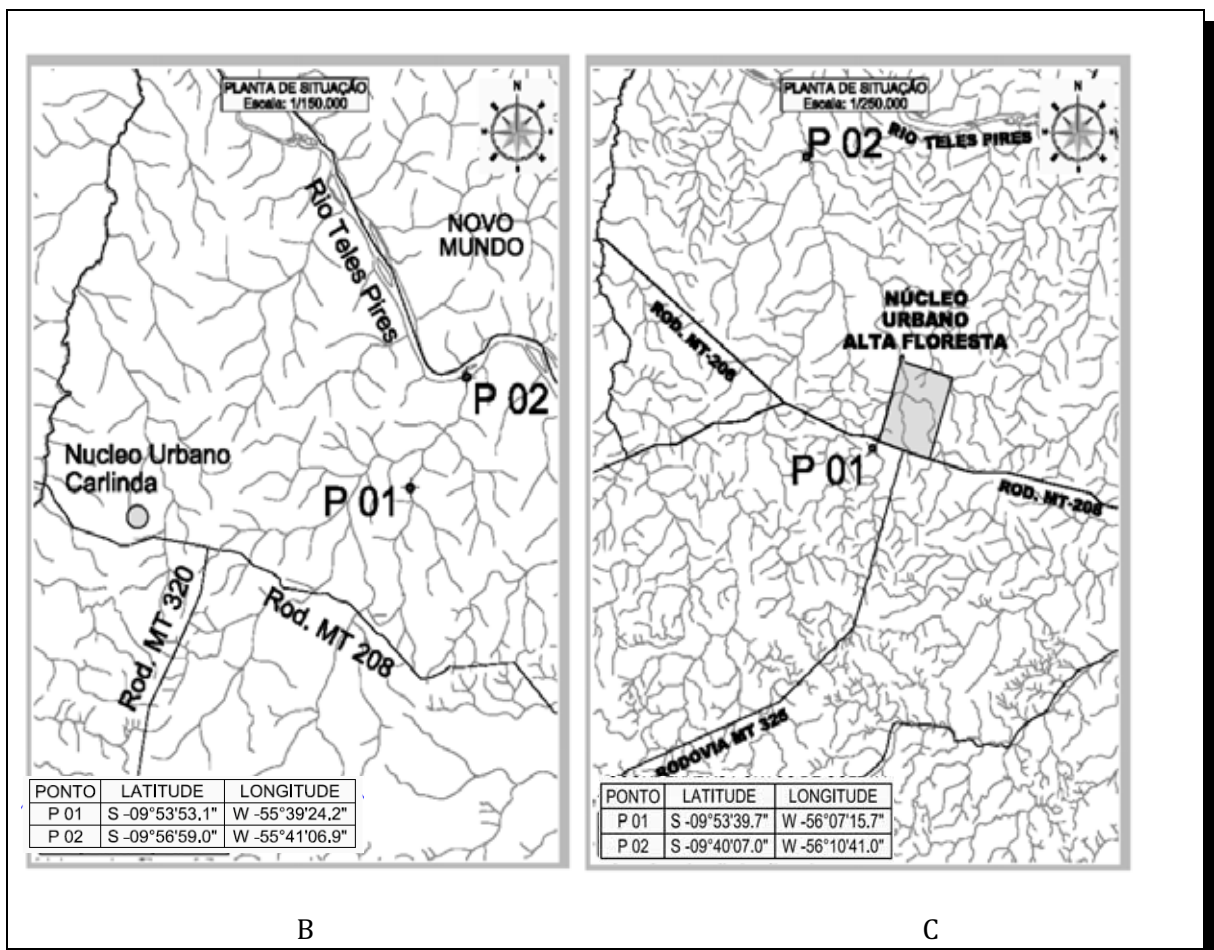 PLANTA DE SITUAÇÃO
Escala: 1/150.000
N
Rio Teles Pires
NOVO
MUNDO
P 02
Nucleo Urbano
Carlinda
P 01
Rod. MT 320
Rod. MT 208
PONTO LATITUDE LONGITUDE
P 01 S -09°53'53.1" W -55°39'24.2"
P 02 S -09°56'59.0" W -55°41'06.9"
B
PLANTA DE SITUAÇÃO
Escala: 1/250.000
N
P 02
RIO TELES PIRES
NÚCLEO
URBANO
ALTA FLORESTA
ROD. MT-208
P 01
ROD. MT-208
RODOVIA MT 325
PONTO LATITUDE LONGITUDE
P 01 S -09°53'39.7" W -56°07'15.7"
P 02 S -09°40'07.0" W -56°10'41.0"
C